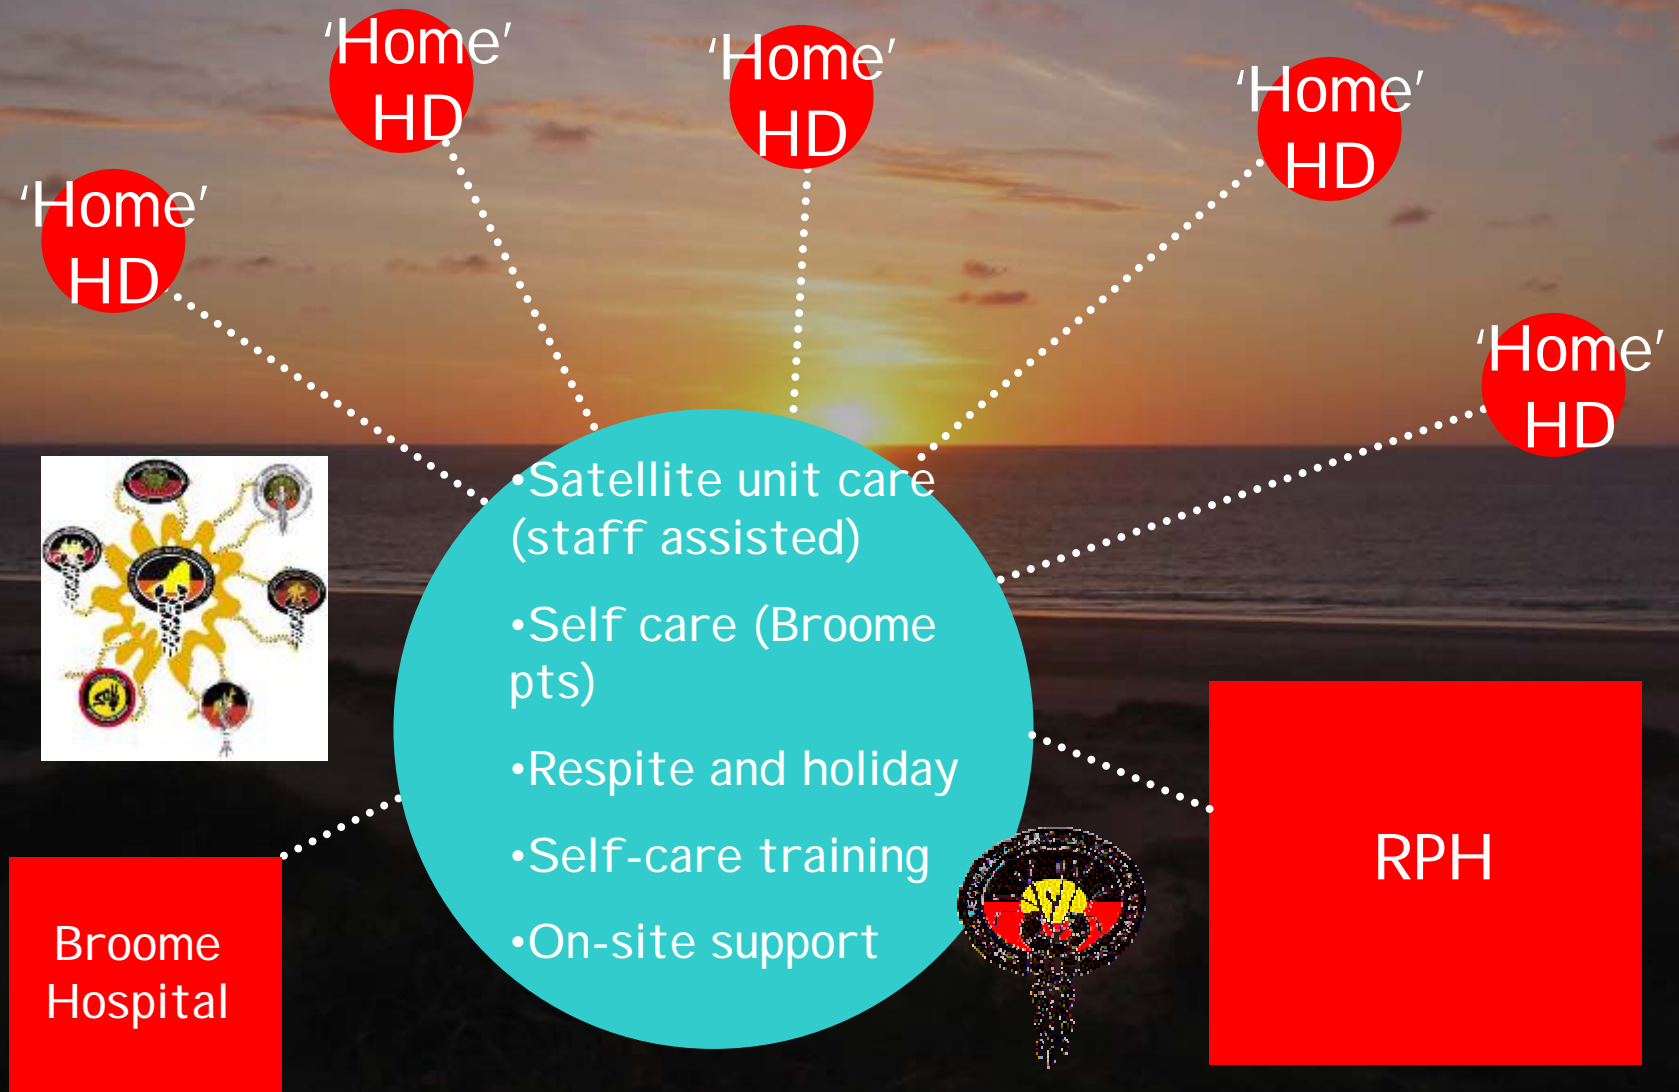 ‘Home’
HD
‘Home’
HD
‘Home’
HD
‘Home’
HD
‘Home’
HD
•Satellite unit care
(staff assisted)
•Self care (Broome
pts)
•Respite and holiday
•Self-care training
•On-site support
RPH
Broome
Hospital